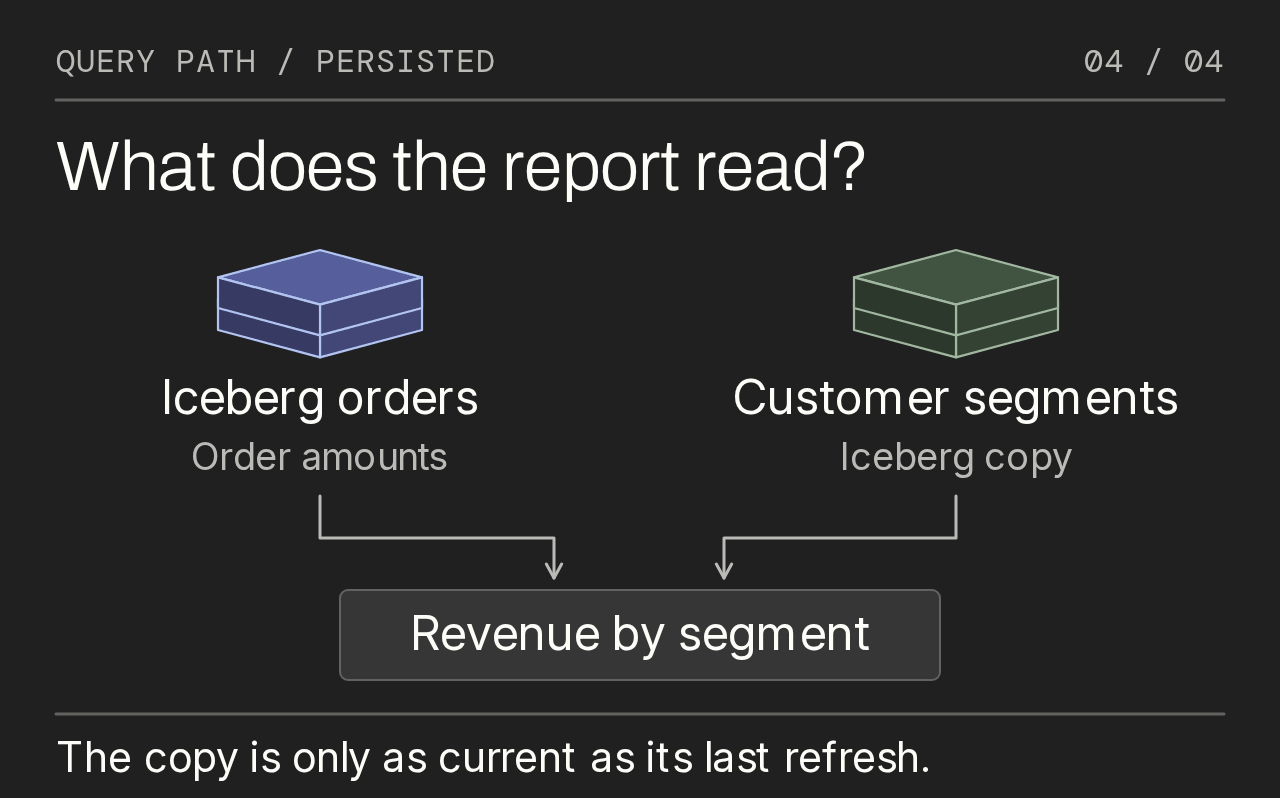 QUERY PATH / PERSISTED
04 / 04
What does the report read?
Iceberg orders
Order amounts
Customer segments
Iceberg copy
Revenue by segment
The copy is only as current as its last refresh.